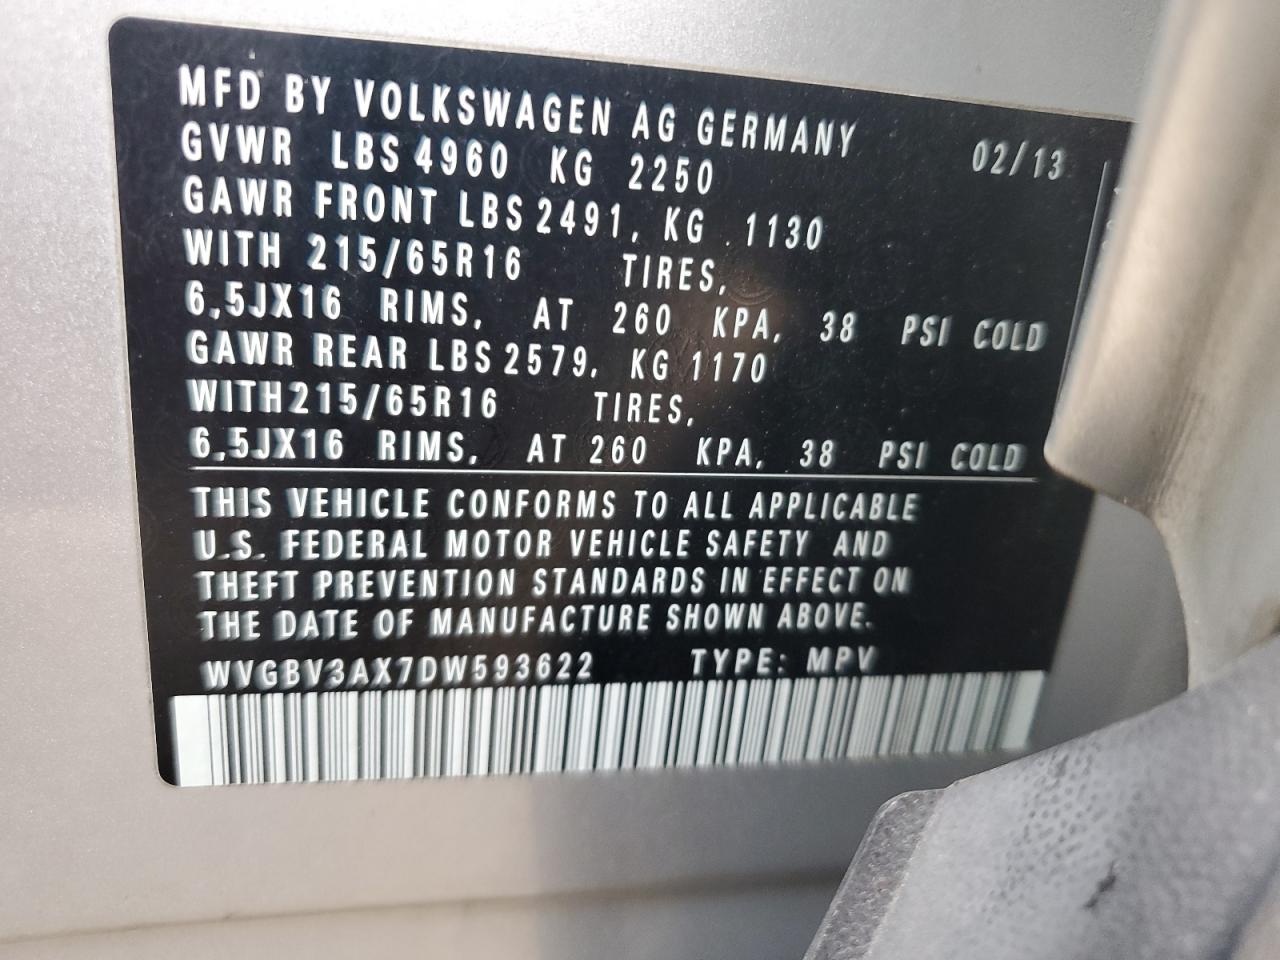 MFD BY VOLKSWAGEN AG GERMANY 02/13
GVWR LBS 4960 KG 2250
GAWR FRONT LBS 2491, KG . 1130
WITH 215/65R16 TIRES,
6,5JX16 RIMS, AT 260 KPA, 38 PSI COLD
GAWR REAR LBS 2579, KG 1170
WITH215/65R16 TIRES,
6,5JX16 RIMS, AT 260 KPA, 38 PSI COLD
THIS VEHICLE CONFORMS TO ALL APPLICABLE
U.S. FEDERAL MOTOR VEHICLE SAFETY AND
THEFT PREVENTION STANDARDS IN EFFECT ON
THE DATE OF MANUFACTURE SHOWN ABOVE.
WVGBV3AX7DW593622 TYPE: MPV